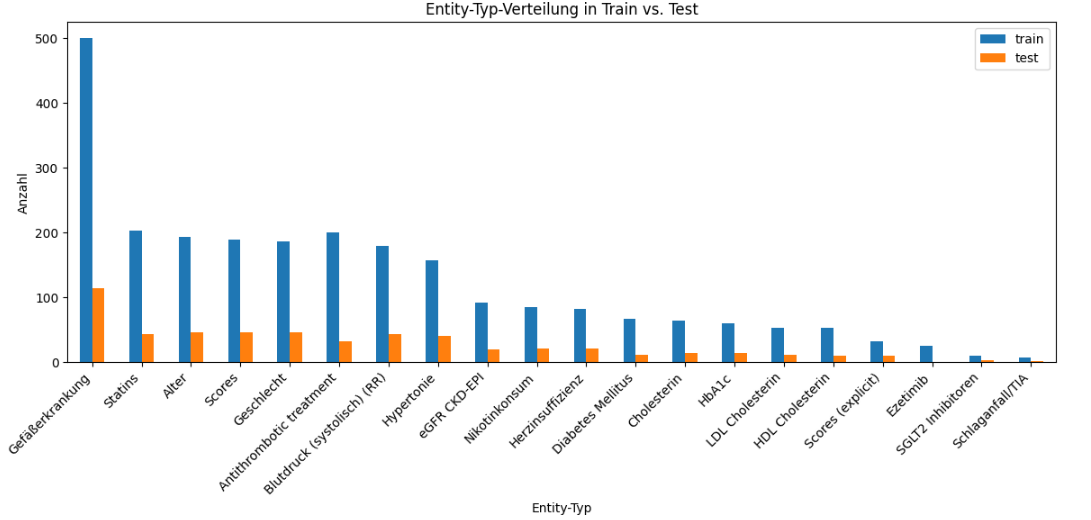 Entity-Typ-Verteilung in Train vs. Test
train
test
500
400
300
200
100
0
Anzahl
Gefäßerkrankung
Statins
Alter
Scores
Geschlecht
Antithrombotic treatment
Blutdruck (systolisch) (RR)
Hypertonie
eGFR CKD-EPI
Nikotinkonsum
Herzinsuffizienz
Diabetes Mellitus
Cholesterin
HbA1c
LDL Cholesterin
HDL Cholesterin
Scores (explicit)
Ezetimib
SGLT2 Inhibitoren
Schlaganfall/TIA
Entity-Typ